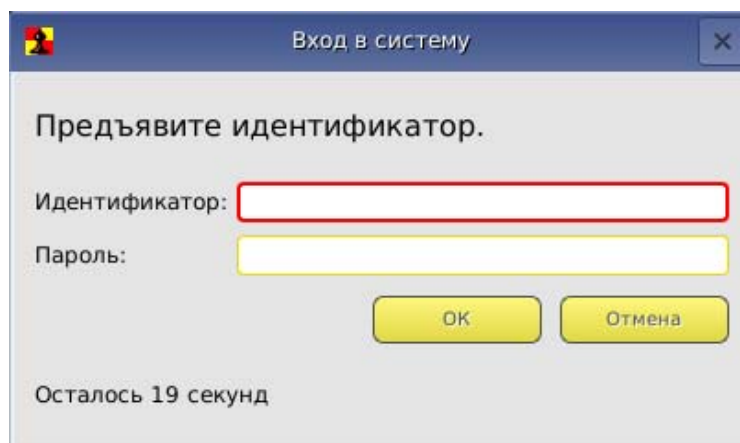 Вход в систему
Предъявите идентификатор.
Идентификатор:
Пароль:
ОК Отмена
Осталось 19 секунд